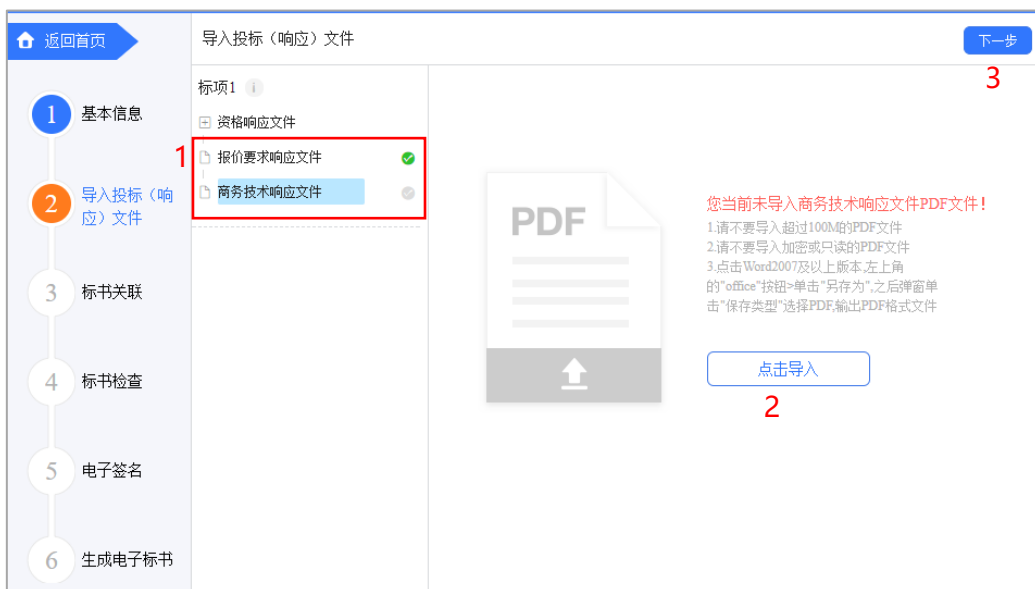 返回首页
导入投标（响应）文件
下一步
3
标项1
i
1
基本信息
资格响应文件
1
报价要求响应文件
商务技术响应文件
2
导入投标（响
应）文件
3
标书关联
4
标书检查
5
电子签名
6
生成电子标书
PDF
您当前未导入商务技术响应文件PDF文件！
1.请不要导入超过100M的PDF文件
2.请不要导入加密或只读的PDF文件
3.点击Word2007及以上版本,左上角
的"office"按钮>单击"另存为",之后弹窗单
击"保存类型"选择PDF,输出PDF格式文件
点击导入
2